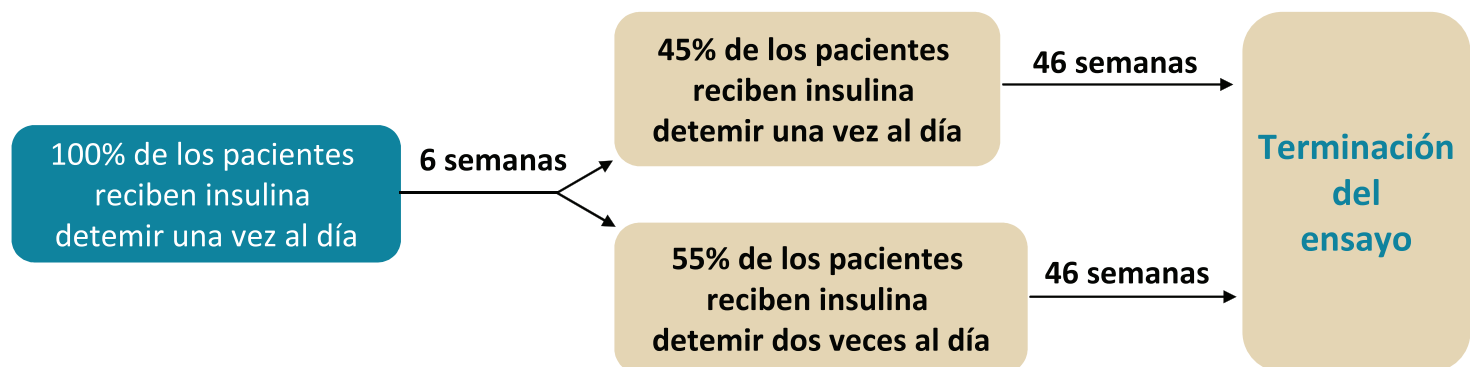 100% de los pacientes
reciben insulina
detemir una vez al día
6 semanas
45% de los pacientes
reciben insulina
detemir una vez al día
46 semanas
55% de los pacientes
reciben insulina
detemir dos veces al día
46 semanas
Terminación
del
ensayo